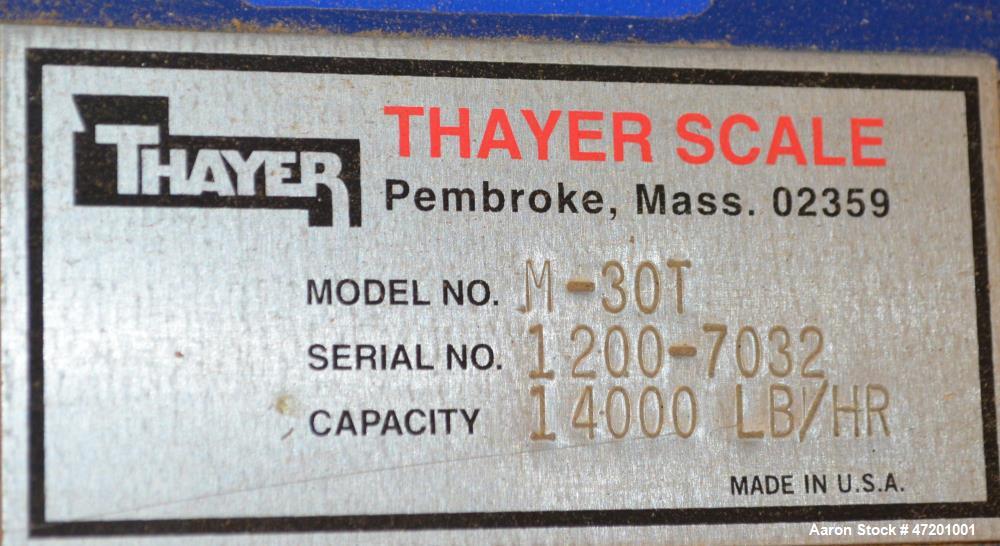 THAYER
THAYER SCALE
Pembroke, Mass. 02359
MODEL NO. M-30T
SERIAL NO. 1200-7032
CAPACITY 14000 LB/HR
MADE IN U.S.A.
Aaron Stock # 47201001